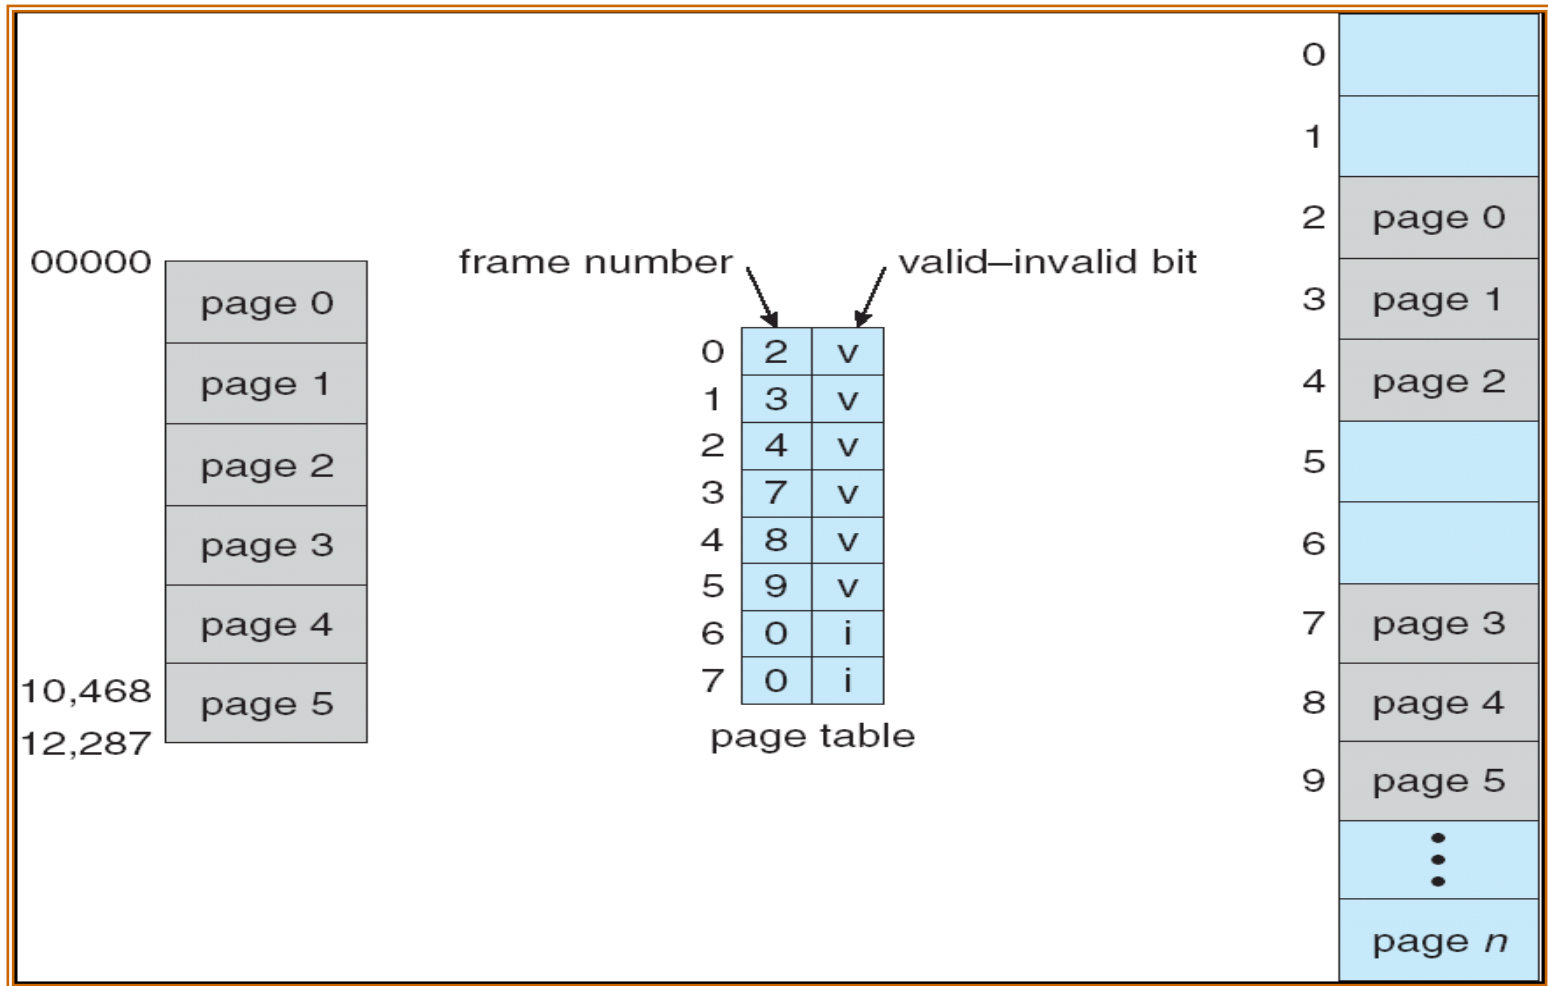 00000
page 0
page 1
page 2
page 3
page 4
10,468
page 5
12,287
frame number
valid–invalid bit
0 2 v
1 3 v
2 4 v
3 7 v
4 8 v
5 9 v
6 0 i
7 0 i
page table
0
1
2 page 0
3 page 1
4 page 2
5
6
7 page 3
8 page 4
9 page 5
page n